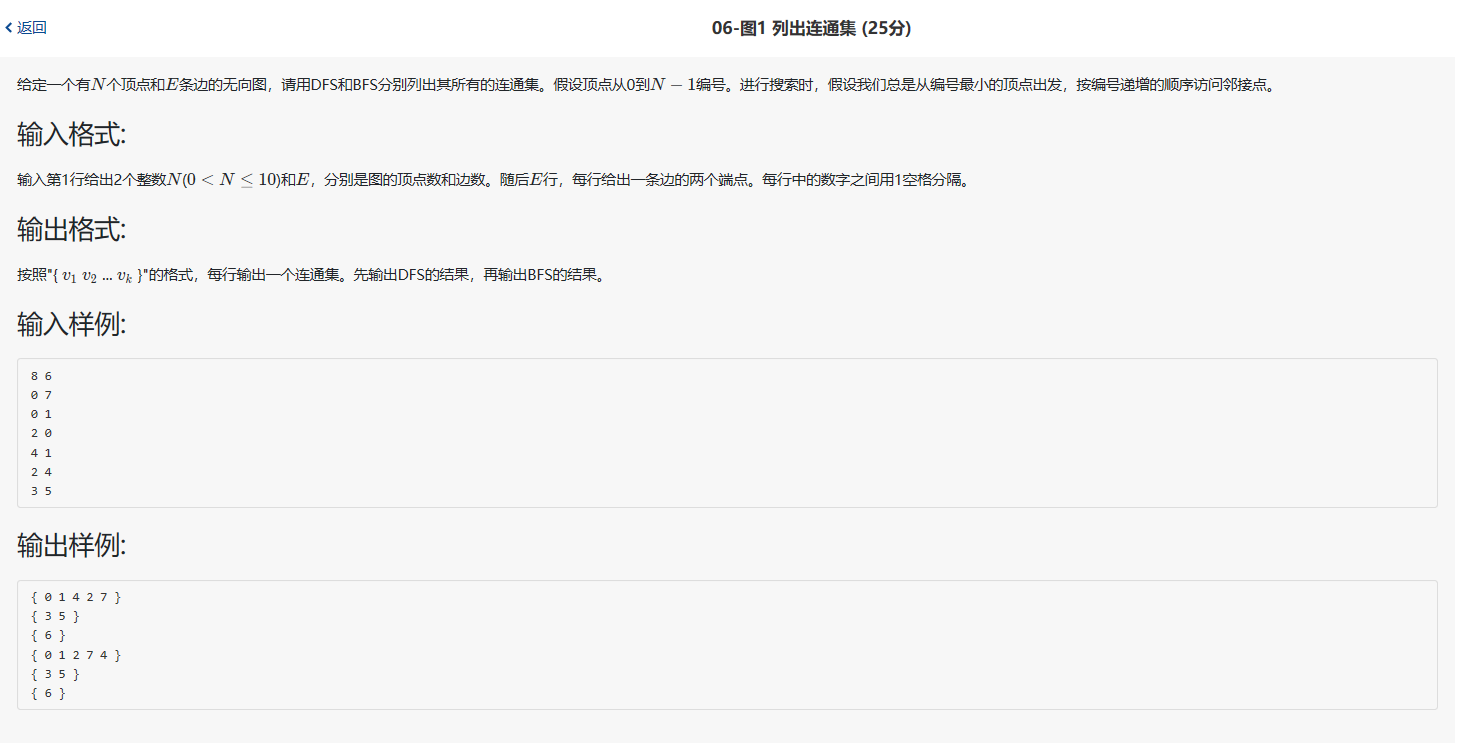 返回
06-图1 列出连通集 (25分)
给定一个有N个顶点和E条边的无向图，请用DFS和BFS分别列出其所有的连通集。假设顶点从0到N − 1编号。进行搜索时，假设我们总是从编号最小的顶点出发，按编号递增的顺序访问邻接点。
输入格式:
输入第1行给出2个整数N(0 < N ≤ 10)和E，分别是图的顶点数和边数。随后E行，每行给出一条边的两个端点。每行中的数字之间用1空格分隔。
输出格式:
按照"{ v₁ v₂ ... vₖ }"的格式，每行输出一个连通集。先输出DFS的结果，再输出BFS的结果。
输入样例:
8 6
0 7
0 1
2 0
4 1
2 4
3 5
输出样例:
{ 0 1 4 2 7 }
{ 3 5 }
{ 6 }
{ 0 1 2 7 4 }
{ 3 5 }
{ 6 }